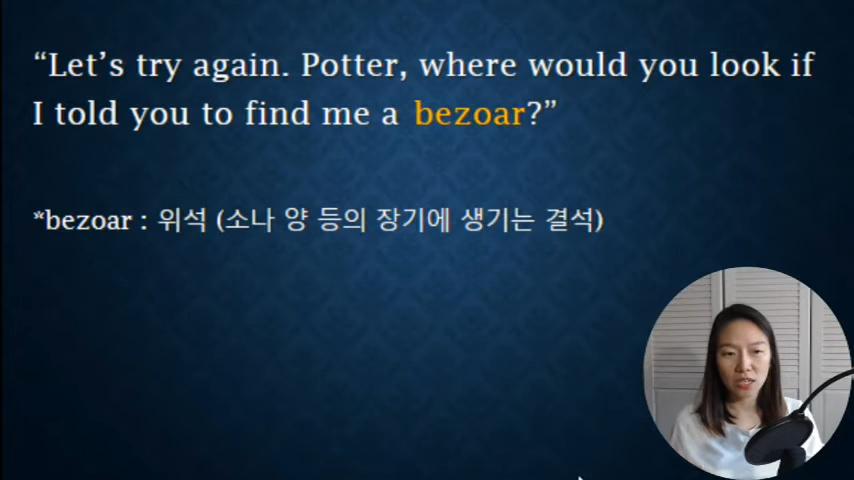 “Let’s try again. Potter, where would you look if
I told you to find me a bezoar?”
*bezoar : 위석 (소나 양 등의 장기에 생기는 결석)